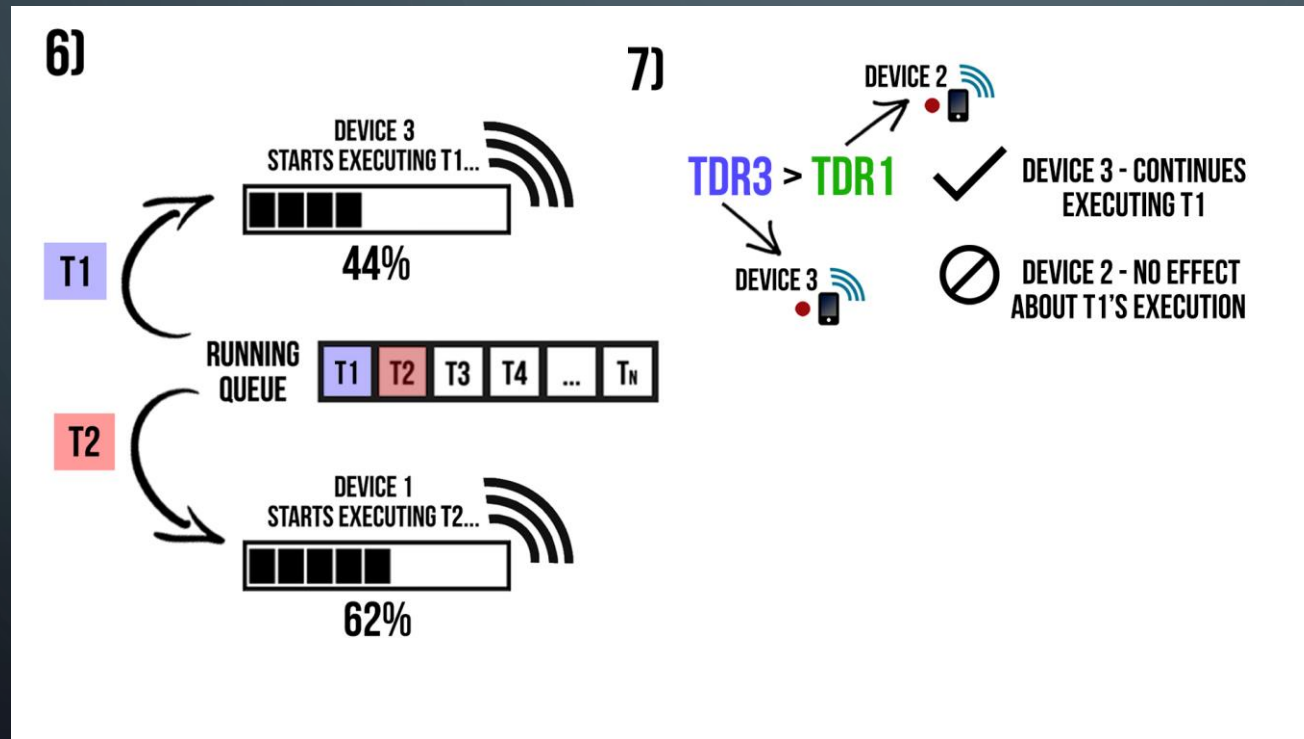 6)
DEVICE 3
STARTS EXECUTING T1...
44%
T1
RUNNING
QUEUE
T1 T2 T3 T4 ... TN
T2
DEVICE 1
STARTS EXECUTING T2...
62%
7)
DEVICE 2
TDR3 > TDR1
DEVICE 3
DEVICE 3 - CONTINUES
EXECUTING T1
DEVICE 2 - NO EFFECT
ABOUT T1'S EXECUTION